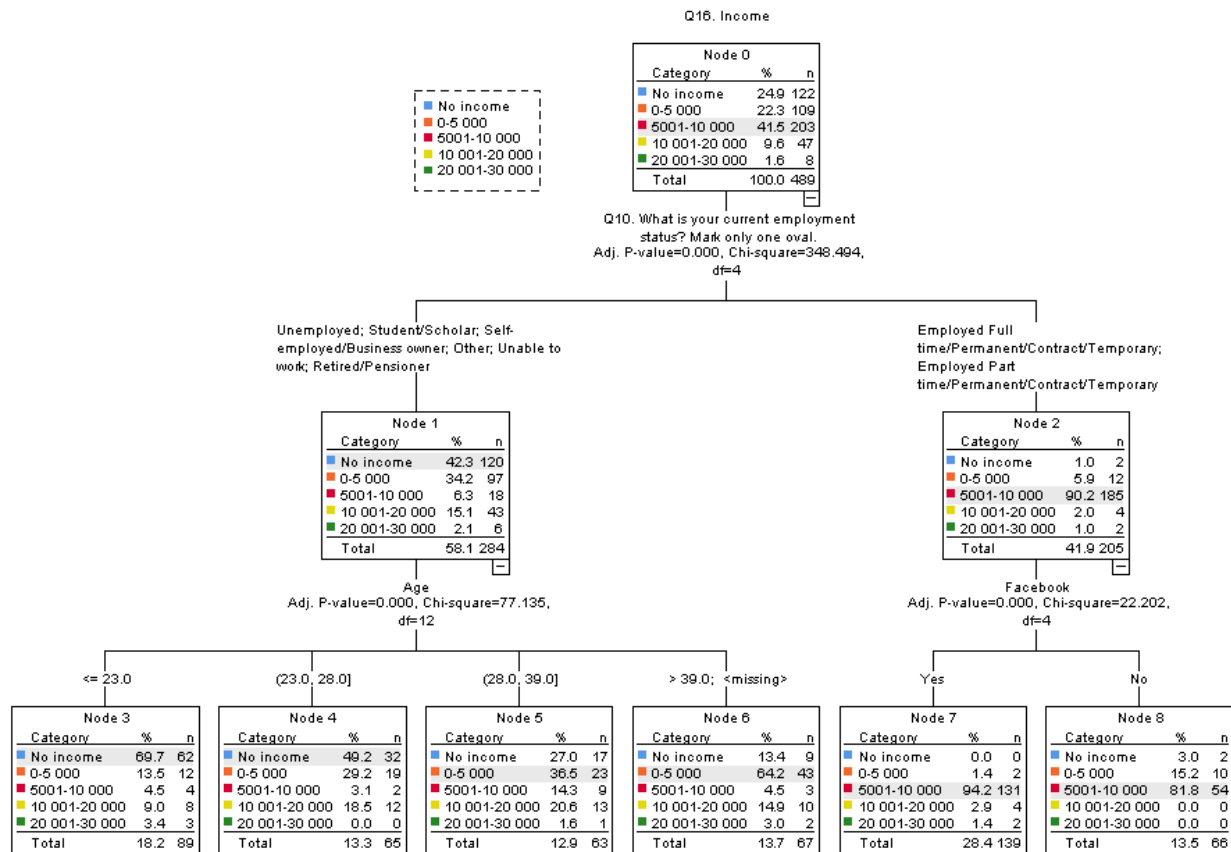 Q16. Income
Node 0
Category % n
No income 24.9 122
0-5 000 22.3 109
5001-10 000 41.5 203
10 001-20 000 9.6 47
20 001-30 000 1.6 8
Total 100.0 489
No income
0-5 000
5001-10 000
10 001-20 000
20 001-30 000
Q10. What is your current employment
status? Mark only one oval.
Adj. P-value=0.000, Chi-square=348.494,
df=4
Unemployed; Student/Scholar; Self-
employed/Business owner; Other; Unable to
work; Retired/Pensioner
Employed Full
time/Permanent/Contract/Temporary;
Employed Part
time/Permanent/Contract/Temporary
Node 1
Category % n
No income 42.3 120
0-5 000 34.2 97
5001-10 000 6.3 18
10 001-20 000 15.1 43
20 001-30 000 2.1 6
Total 58.1 284
Node 2
Category % n
No income 1.0 2
0-5 000 5.9 12
5001-10 000 90.2 185
10 001-20 000 2.0 4
20 001-30 000 1.0 2
Total 41.9 205
Age
Adj. P-value=0.000, Chi-square=77.135,
df=12
Facebook
Adj. P-value=0.000, Chi-square=22.202,
df=4
<= 23.0
(23.0, 28.0]
(28.0, 39.0]
> 39.0; <missing>
Yes
No
Node 3
Category % n
No income 69.7 62
0-5 000 13.5 12
5001-10 000 4.5 4
10 001-20 000 9.0 8
20 001-30 000 3.4 3
Total 18.2 89
Node 4
Category % n
No income 49.2 32
0-5 000 29.2 19
5001-10 000 3.1 2
10 001-20 000 18.5 12
20 001-30 000 0.0 0
Total 13.3 65
Node 5
Category % n
No income 27.0 17
0-5 000 36.5 23
5001-10 000 14.3 9
10 001-20 000 20.6 13
20 001-30 000 1.6 1
Total 12.9 63
Node 6
Category % n
No income 13.4 9
0-5 000 64.2 43
5001-10 000 4.5 3
10 001-20 000 14.9 10
20 001-30 000 3.0 2
Total 13.7 67
Node 7
Category % n
No income 0.0 0
0-5 000 1.4 2
5001-10 000 94.2 131
10 001-20 000 2.9 4
20 001-30 000 1.4 2
Total 28.4 139
Node 8
Category % n
No income 3.0 2
0-5 000 15.2 10
5001-10 000 81.8 54
10 001-20 000 0.0 0
20 001-30 000 0.0 0
Total 13.5 66